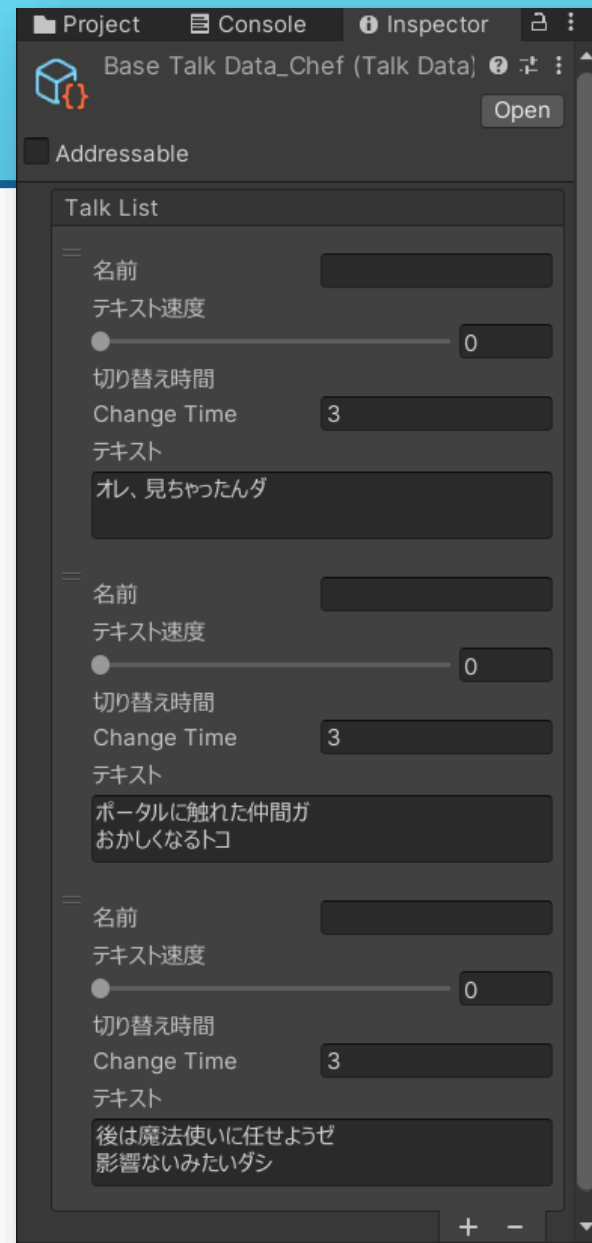 Project Console Inspector
Base Talk Data_Chef (Talk Data)
Open
Addressable
Talk List
名前
テキスト速度
0
切り替え時間
Change Time 3
テキスト
オレ、見ちゃったんダ
名前
テキスト速度
0
切り替え時間
Change Time 3
テキスト
ポータルに触れた仲間ガ
おかしくなるトコ
名前
テキスト速度
0
切り替え時間
Change Time 3
テキスト
後は魔法使いに任せようゼ
影響ないみたいダシ
+ −